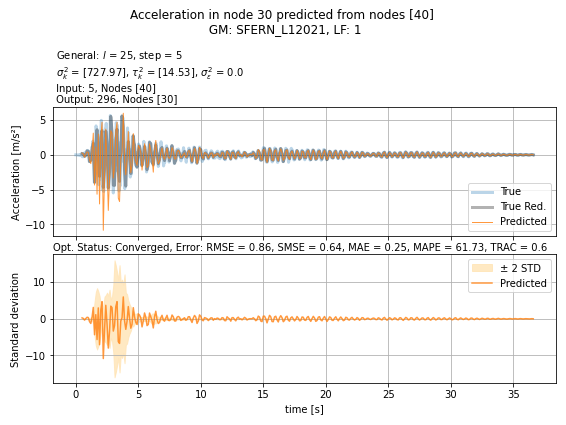 Acceleration in node 30 predicted from nodes [40]
GM: SFERN_L12021, LF: 1
General: l = 25, step = 5
σ²ₖ = [727.97], τ²ₖ = [14.53], σ²ε = 0.0
Input: 5, Nodes [40]
Output: 296, Nodes [30]
Acceleration [m/s²]
5
0
−5
−10
True
True Red.
Predicted
Opt. Status: Converged, Error: RMSE = 0.86, SMSE = 0.64, MAE = 0.25, MAPE = 61.73, TRAC = 0.6
Standard deviation
10
0
−10
± 2 STD
Predicted
0 5 10 15 20 25 30 35
time [s]